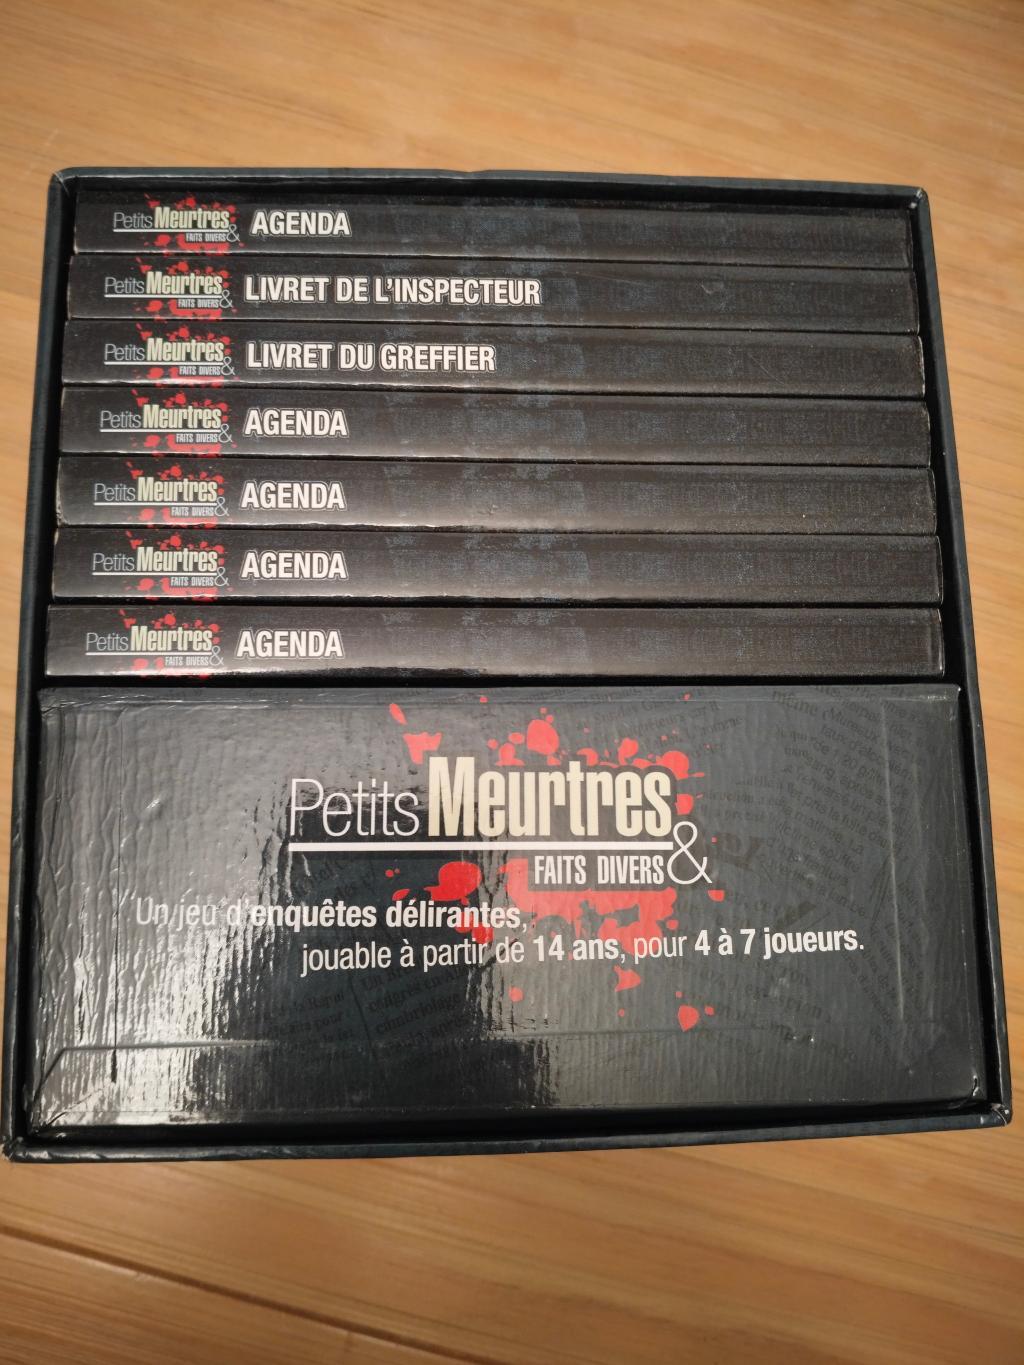 Petits Meurtres & FAITS DIVERS AGENDA
Petits Meurtres & FAITS DIVERS LIVRET DE L'INSPECTEUR
Petits Meurtres & FAITS DIVERS LIVRET DU GREFFIER
Petits Meurtres & FAITS DIVERS AGENDA
Petits Meurtres & FAITS DIVERS AGENDA
Petits Meurtres & FAITS DIVERS AGENDA
Petits Meurtres & FAITS DIVERS AGENDA
Petits Meurtres
FAITS DIVERS &
Un jeu d'enquêtes délirantes,
jouable à partir de 14 ans, pour 4 à 7 joueurs.